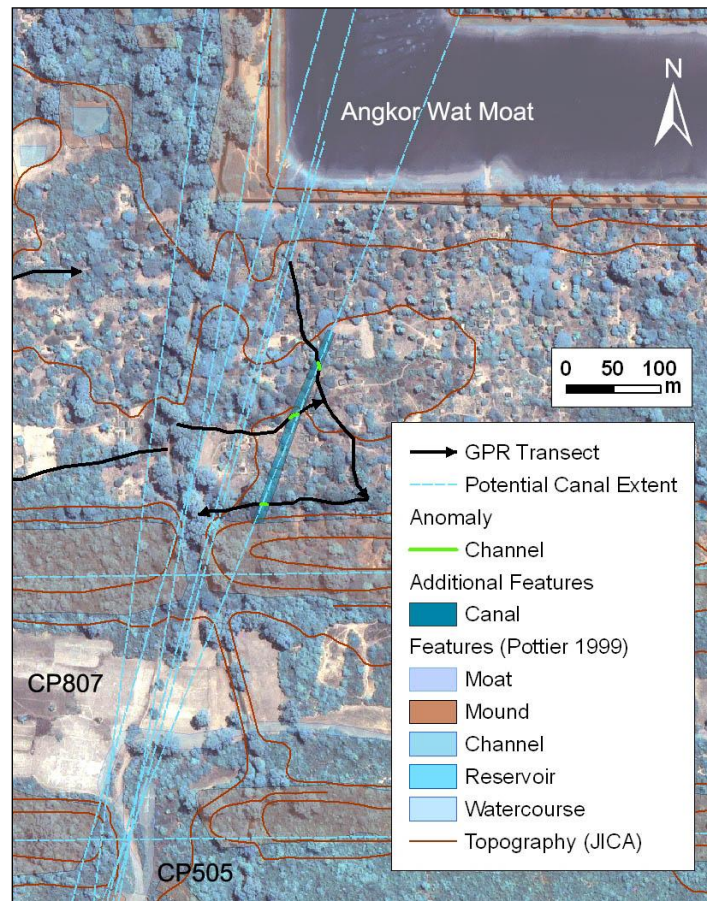 Angkor Wat Moat
N
0 50 100
m
GPR Transect
Potential Canal Extent
Anomaly
Channel
Additional Features
Canal
Features (Pottier 1999)
Moat
Mound
Channel
Reservoir
Watercourse
Topography (JICA)
CP807
CP505